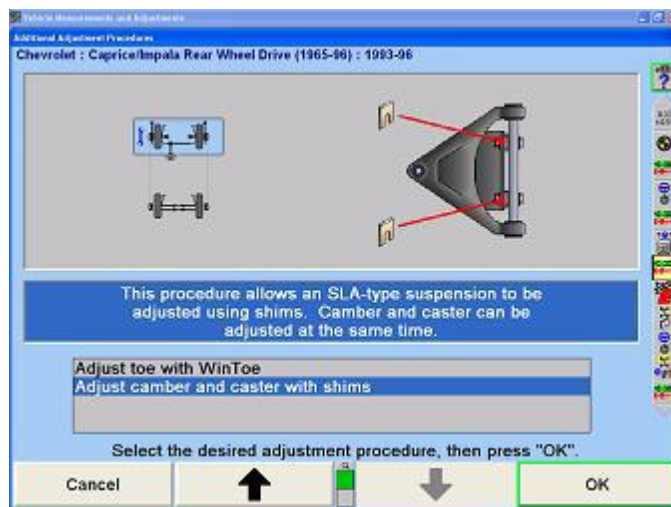 Vehicle Measurements and Adjustments
Additional Adjustment Procedures
Chevrolet : Caprice/Impala Rear Wheel Drive (1965-96) : 1993-96
?
This procedure allows an SLA-type suspension to be
adjusted using shims. Camber and caster can be
adjusted at the same time.
Adjust toe with WinToe
Adjust camber and caster with shims
Select the desired adjustment procedure, then press "OK".
Cancel
OK